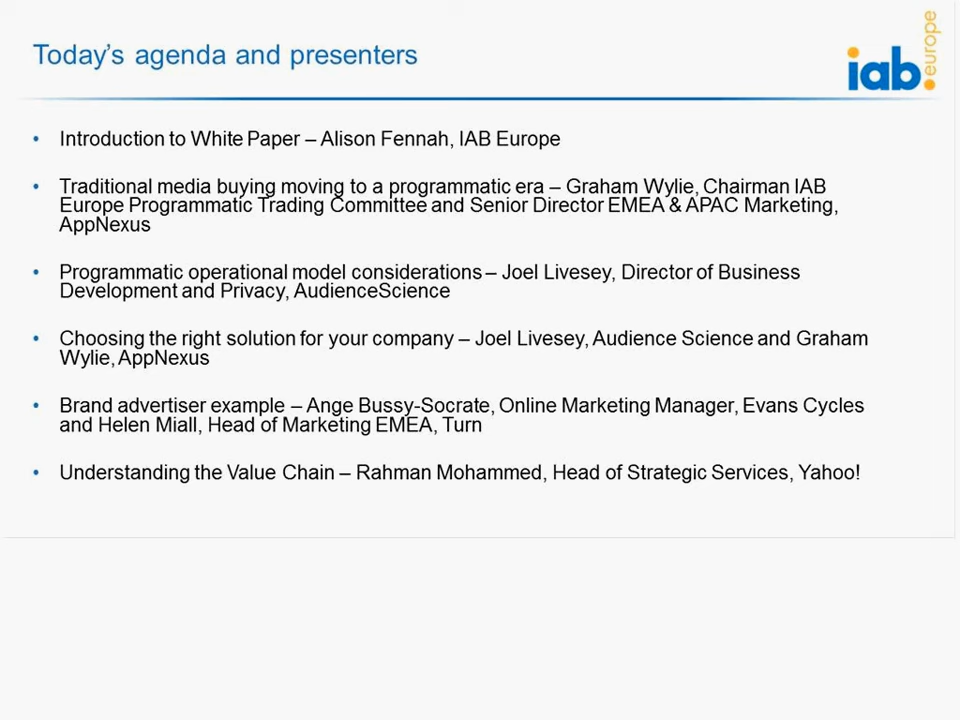 Today's agenda and presenters
iab.
europe
• Introduction to White Paper – Alison Fennah, IAB Europe
• Traditional media buying moving to a programmatic era – Graham Wylie, Chairman IAB
Europe Programmatic Trading Committee and Senior Director EMEA & APAC Marketing,
AppNexus
• Programmatic operational model considerations – Joel Livesey, Director of Business
Development and Privacy, AudienceScience
• Choosing the right solution for your company – Joel Livesey, Audience Science and Graham
Wylie, AppNexus
• Brand advertiser example – Ange Bussy-Socrate, Online Marketing Manager, Evans Cycles
and Helen Miall, Head of Marketing EMEA, Turn
• Understanding the Value Chain – Rahman Mohammed, Head of Strategic Services, Yahoo!